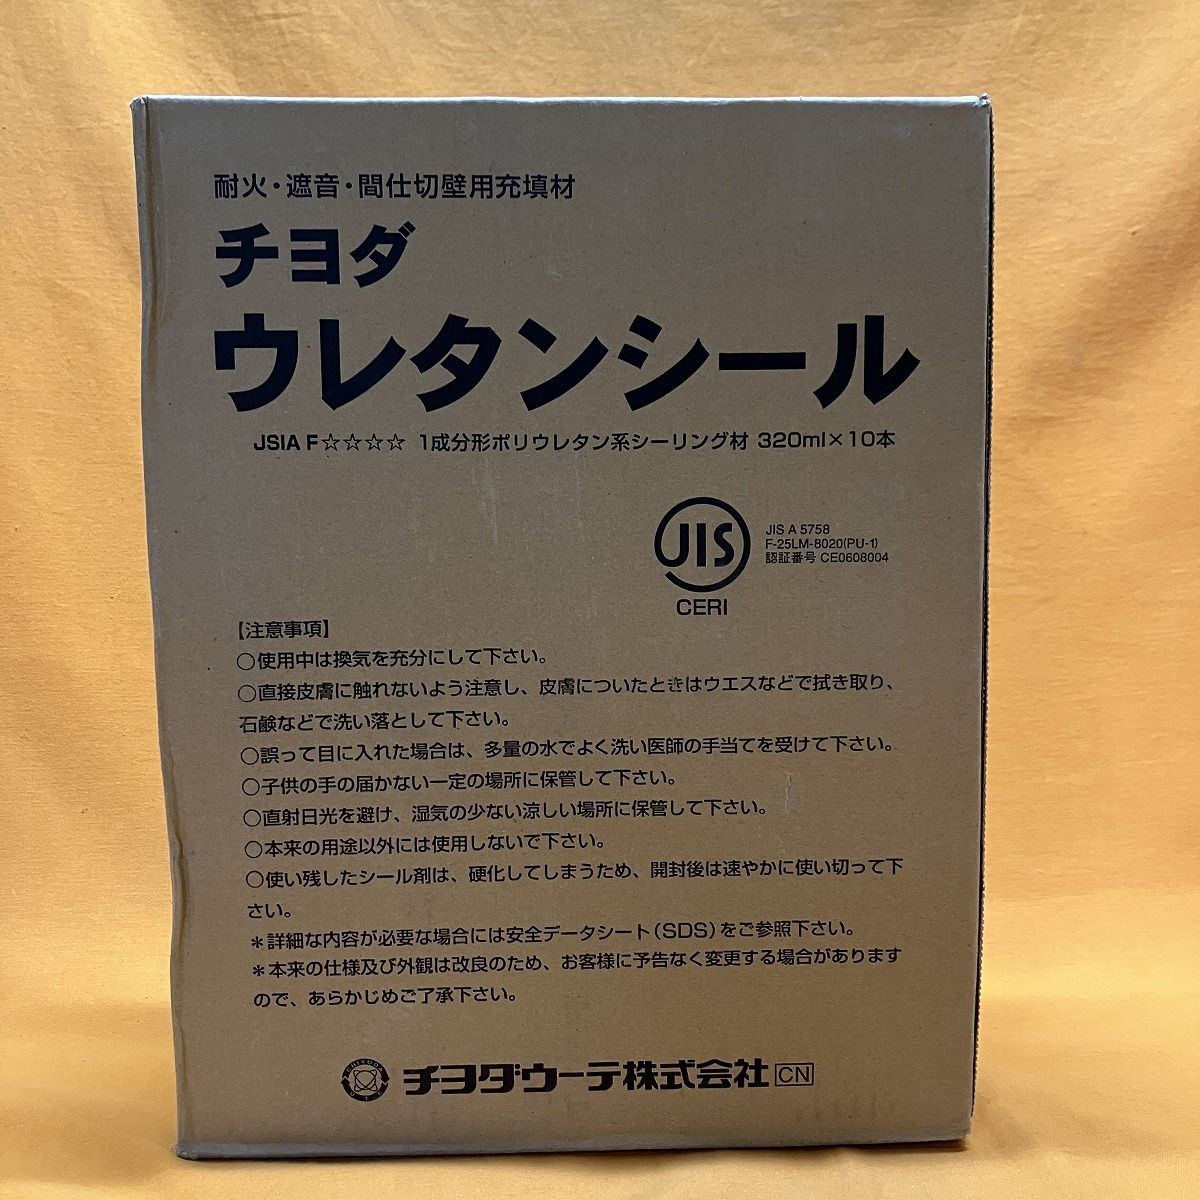 耐火・遮音・間仕切壁用充填材
チヨダ
ウレタンシール
JSIA F☆☆☆☆ 1成分形ポリウレタン系シーリング材 320ml×10本
JIS
CERI
JIS A 5758
F-25LM-8020(PU-1)
認証番号 CE0608004
【注意事項】
○使用中は換気を充分にして下さい。
○直接皮膚に触れないよう注意し、皮膚についたときはウエスなどで拭き取り、
石鹸などで洗い落として下さい。
○誤って目に入れた場合は、多量の水でよく洗い医師の手当てを受けて下さい。
○子供の手の届かない一定の場所に保管して下さい。
○直射日光を避け、湿気の少ない涼しい場所に保管して下さい。
○本来の用途以外には使用しないで下さい。
○使い残したシール剤は、硬化してしまうため、開封後は速やかに使い切って下
さい。
＊詳細な内容が必要な場合には安全データシート(SDS)をご参照下さい。
＊本来の仕様及び外観は改良のため、お客様に予告なく変更する場合があります
ので、あらかじめご了承下さい。
チヨダウーテ株式会社 CN